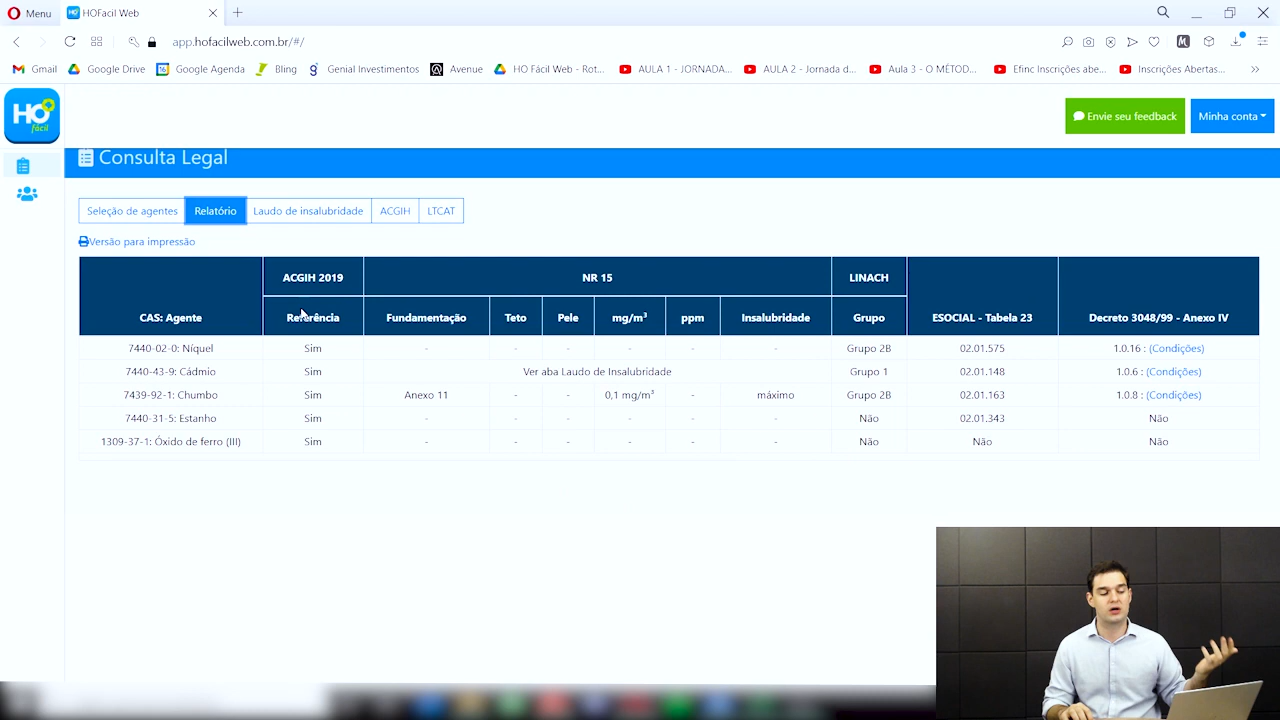 Menu
HOFacil Web
app.hofacilweb.com.br/#/
Gmail
Google Drive
Google Agenda
Bling
Genial Investimentos
Avenue
HO Fácil Web - Rot...
AULA 1 - JORNADA...
AULA 2 - Jornada d...
Aula 3 - O MÉTOD...
Efinc Inscrições abe...
Inscrições Abertas...
HO fácil
Envie seu feedback
Minha conta
Consulta Legal
Seleção de agentes Relatório Laudo de insalubridade ACGIH LTCAT
Versão para impressão
ACGIH 2019 NR 15 LINACH
CAS: Agente Referência Fundamentação Teto Pele mg/m³ ppm Insalubridade Grupo ESOCIAL - Tabela 23 Decreto 3048/99 - Anexo IV
7440-02-0: Níquel Sim - - - - - - Grupo 2B 02.01.575 1.0.16 : (Condições)
7440-43-9: Cádmio Sim Ver aba Laudo de Insalubridade Grupo 1 02.01.148 1.0.6 : (Condições)
7439-92-1: Chumbo Sim Anexo 11 - - 0,1 mg/m³ - máximo Grupo 2B 02.01.163 1.0.8 : (Condições)
7440-31-5: Estanho Sim - - - - - - Não 02.01.343 Não
1309-37-1: Óxido de ferro (III) Sim - - - - - - Não Não Não